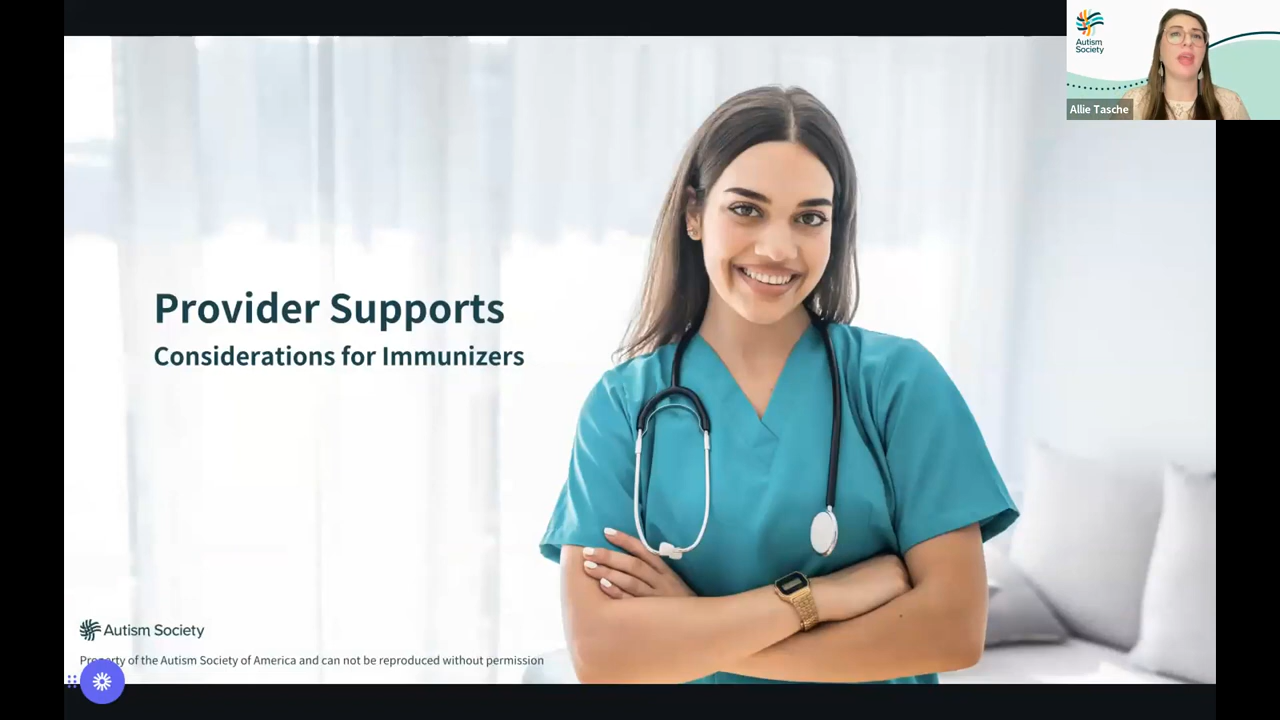 Autism
Society
Allie Tasche
Provider Supports
Considerations for Immunizers
Autism Society
Property of the Autism Society of America and can not be reproduced without permission